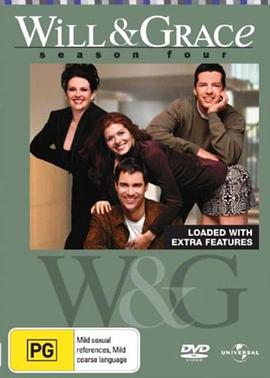 WILL&GRACE
season four
LOADED WITH
EXTRA FEATURES
W&G
PG
Mild sexual
references, Mild
coarse language
DVD
VIDEO
UNIVERSAL